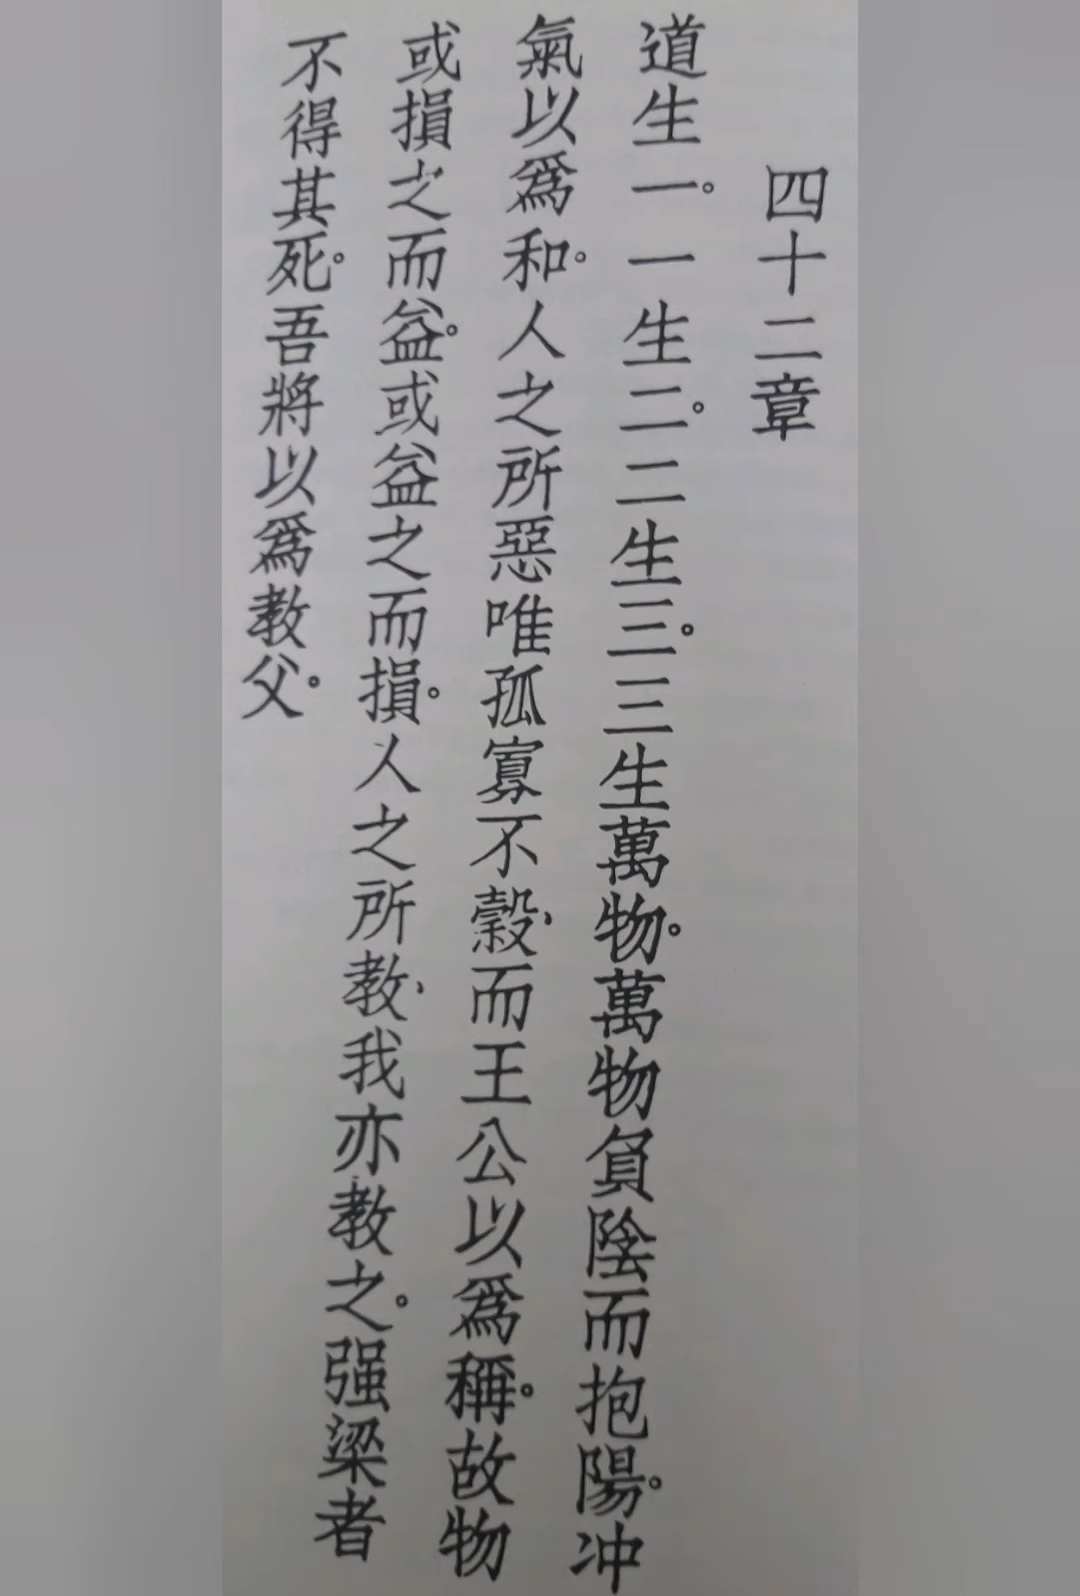 四十二章
道生一。一生二。二生三。三生萬物。萬物負陰而抱陽。冲
氣以爲和。人之所惡唯孤寡不穀、而王公以爲稱。故物
或損之而益。或益之而損。人之所教、我亦教之。强梁者
不得其死。吾將以爲教父。